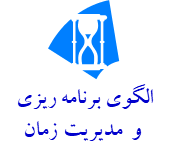 الگوی برنامه ریزی
و مدیریت زمان